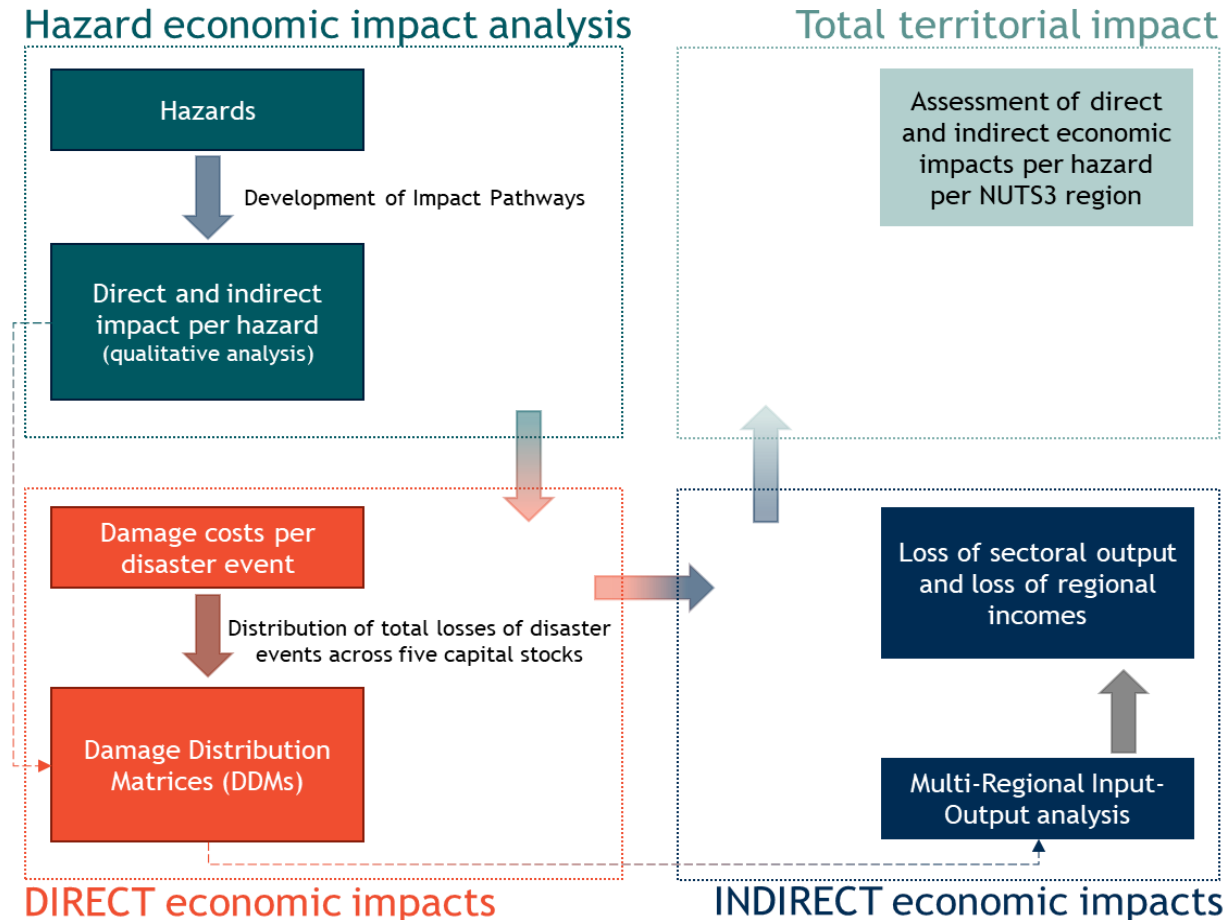 Hazard economic impact analysis
Hazards
Development of Impact Pathways
Direct and indirect
impact per hazard
(qualitative analysis)
Total territorial impact
Assessment of direct
and indirect economic
impacts per hazard
per NUTS3 region
Damage costs per
disaster event
Distribution of total losses of disaster
events across five capital stocks
Damage Distribution
Matrices (DDMs)
DIRECT economic impacts
Loss of sectoral output
and loss of regional
incomes
Multi-Regional Input-
Output analysis
INDIRECT economic impacts